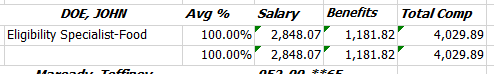 DOE, JOHN Avg % Salary Benefits Total Comp
Eligibility Specialist-Food 100.00% 2,848.07 1,181.82 4,029.89
100.00% 2,848.07 1,181.82 4,029.89